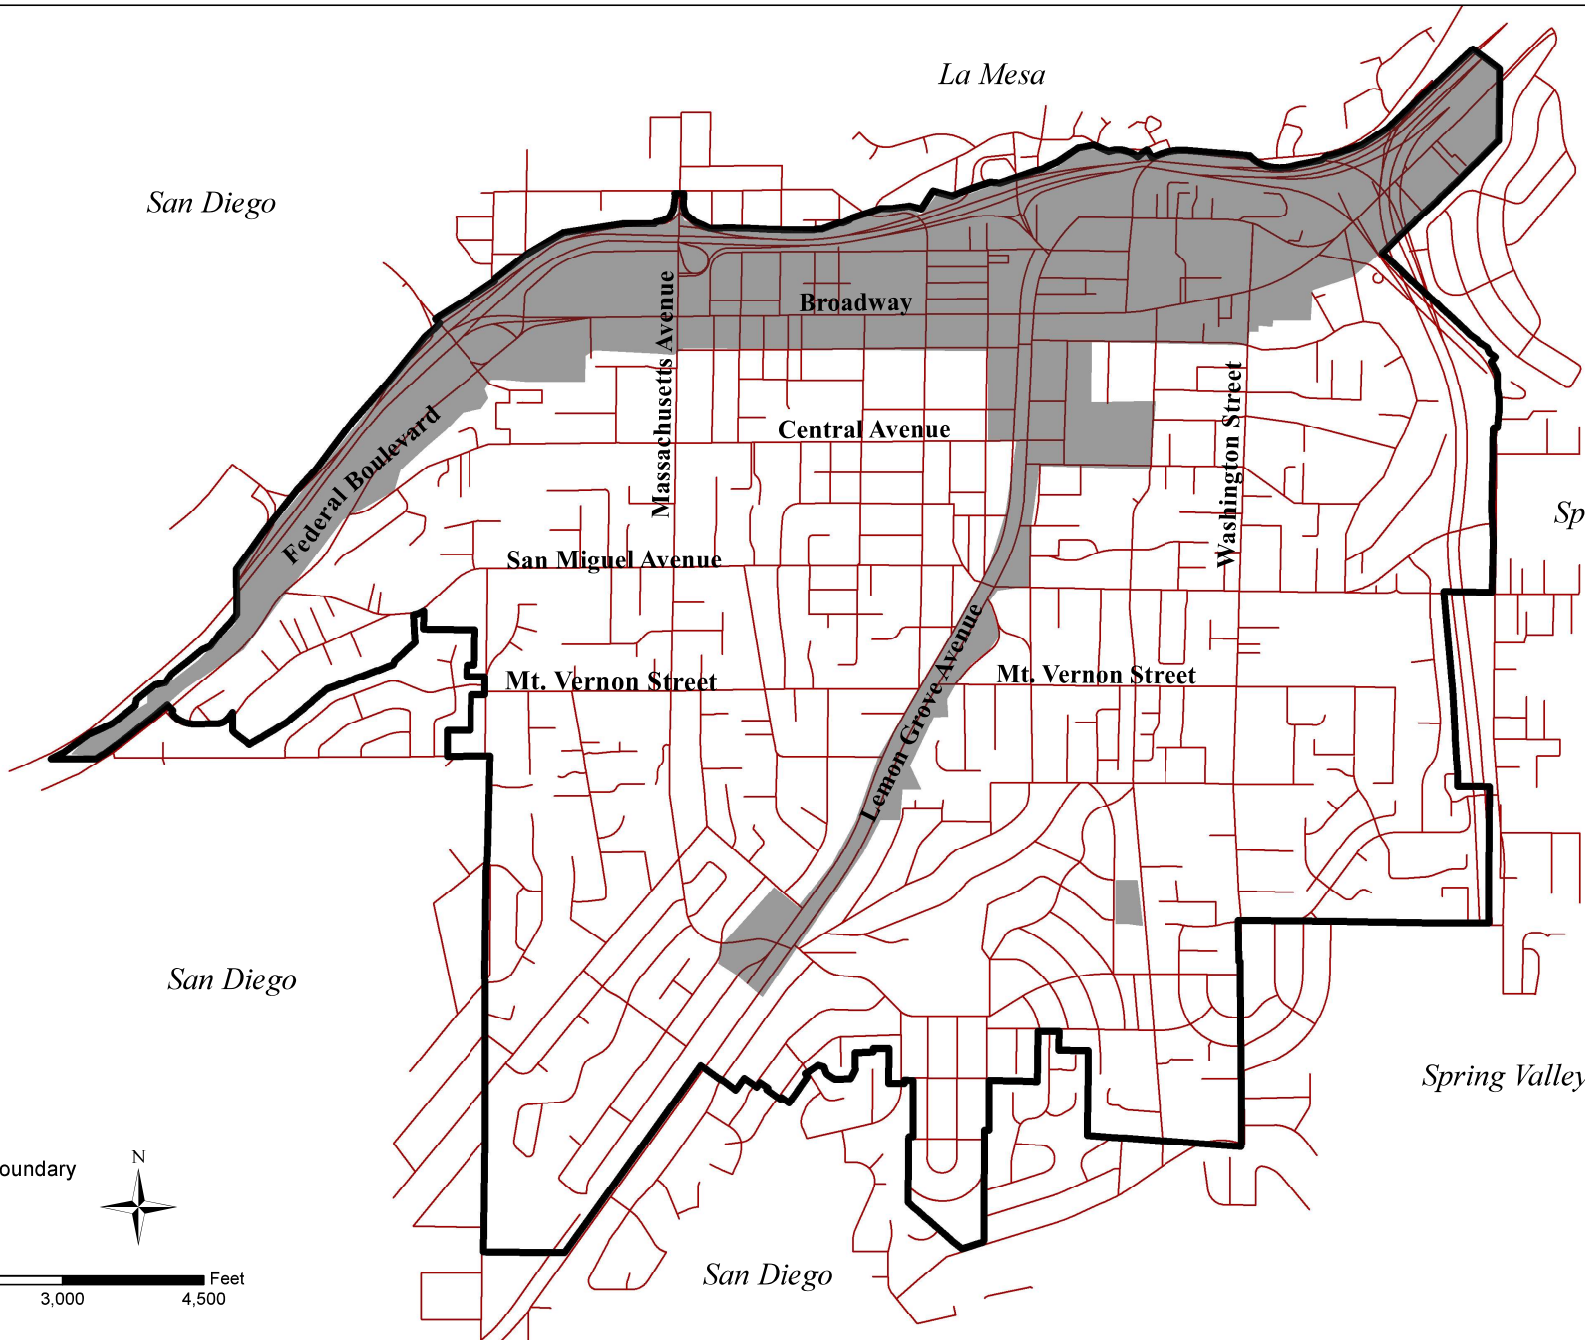 La Mesa
San Diego
Broadway
Massachusetts Avenue
Federal Boulevard
Central Avenue
Washington Street
Sp
San Miguel Avenue
Lemon Grove Avenue
Mt. Vernon Street
Mt. Vernon Street
San Diego
Spring Valley
oundary
N
San Diego
Feet
3,000
4,500